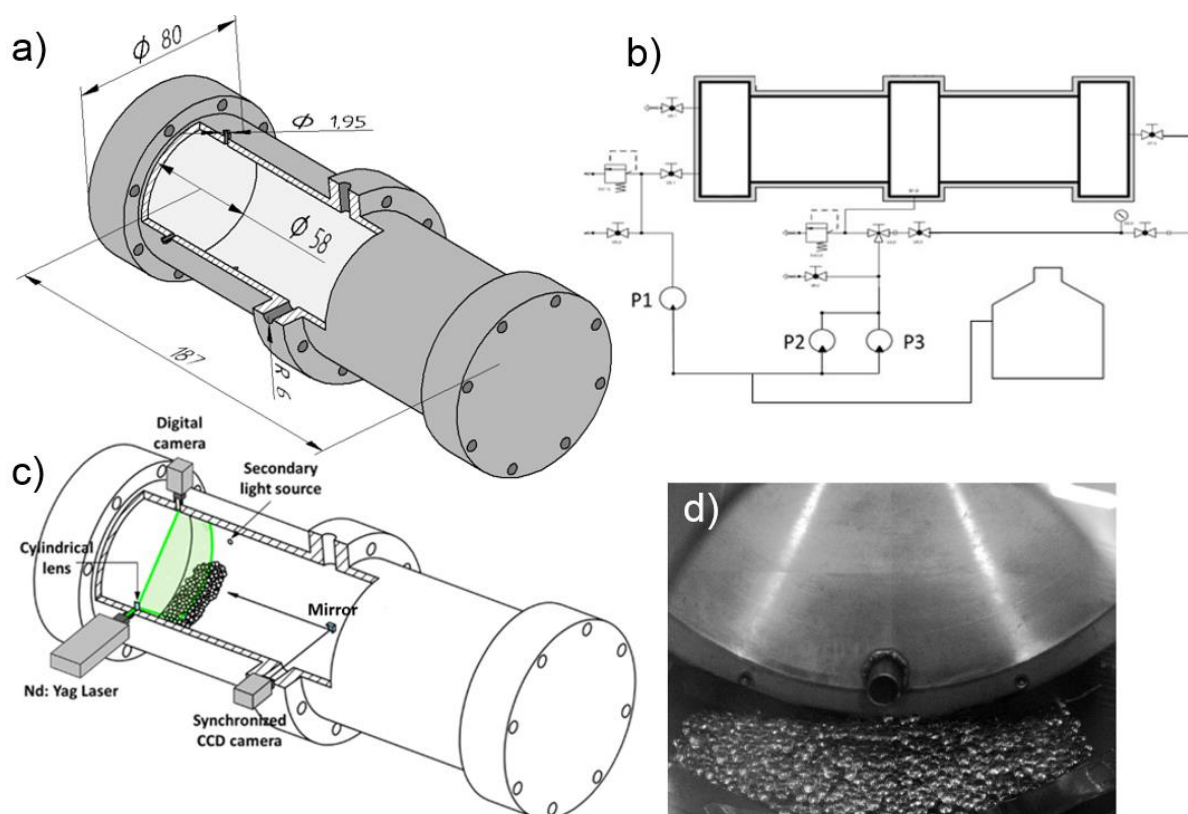 a)
ϕ 80
ϕ 1,95
ϕ 58
187
R 6
b)
P1
P2
P3
c)
Digital
camera
Secondary
light source
Cylindrical
lens
Mirror
Nd: Yag Laser
Synchronized
CCD camera
d)